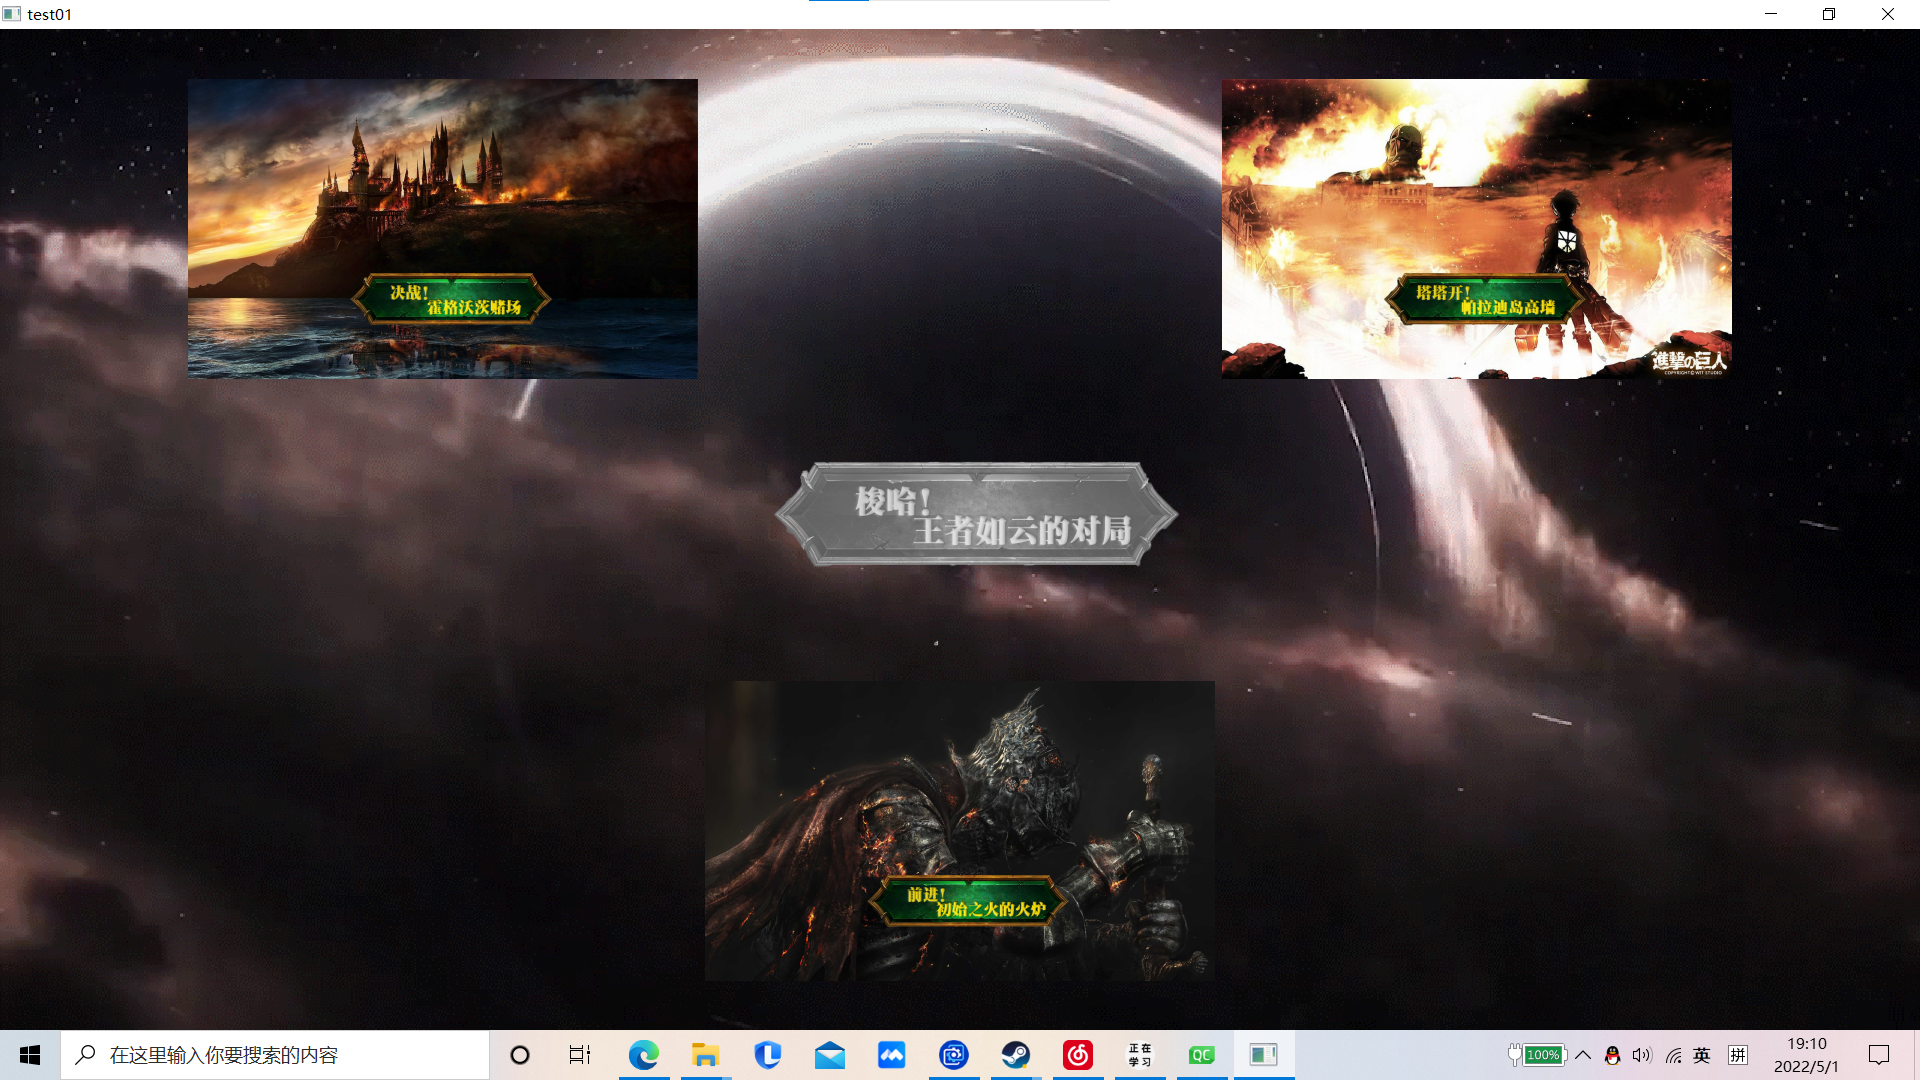 test01
决战！
霍格沃茨赌场
塔塔开！
帕拉迪岛高墙
進撃の巨人
COPYRIGHT© WIT STUDIO
梭哈！
王者如云的对局
前进！
初始之火的火炉
在这里输入你要搜索的内容
正在
学习
QC
100%
英
拼
19:10
2022/5/1